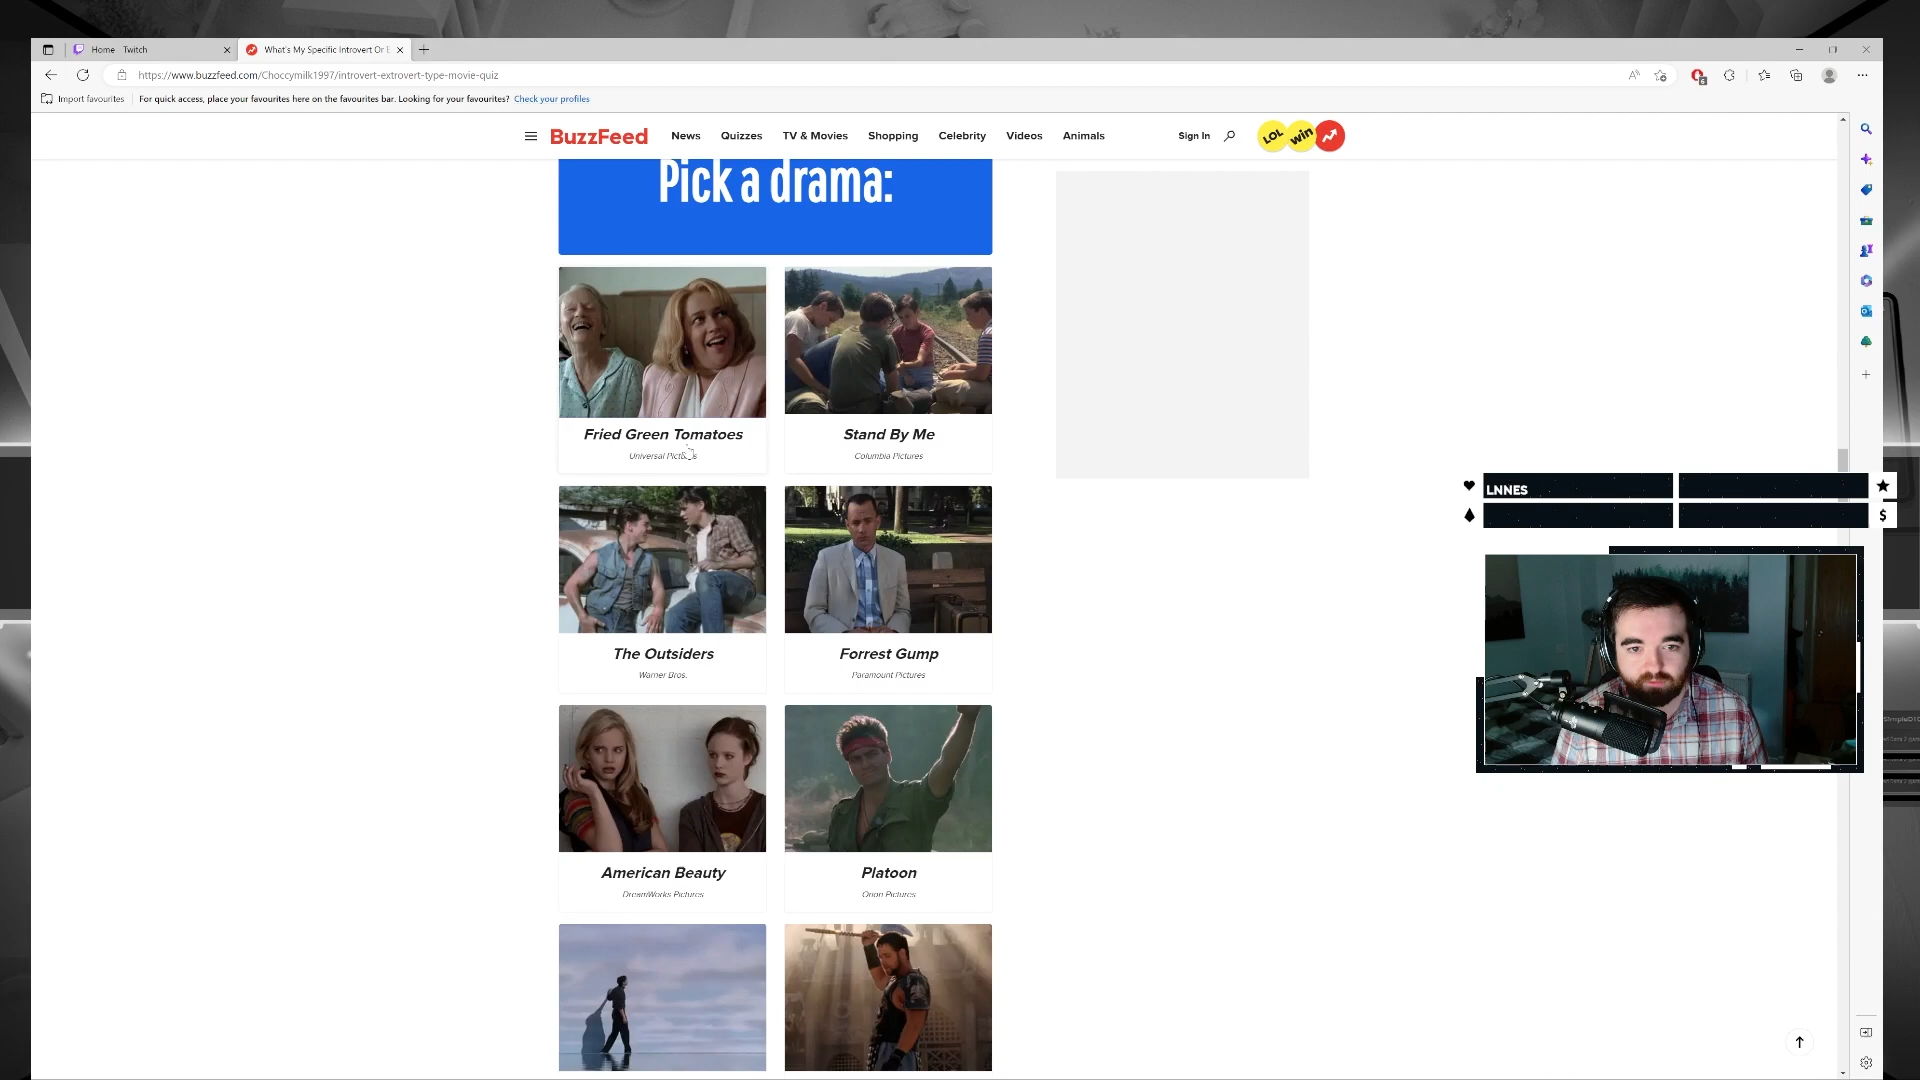 Home Twitch
What's My Specific Introvert Or E
https://www.buzzfeed.com/Choccymilk1997/introvert-extrovert-type-movie-quiz
Import favourites
For quick access, place your favourites here on the favourites bar. Looking for your favourites? Check your profiles
BuzzFeed
News
Quizzes
TV & Movies
Shopping
Celebrity
Videos
Animals
Sign In
LOL
win
Pick a drama:
Fried Green Tomatoes
Stand By Me
Universal Pictures
Columbia Pictures
LNNES
$
The Outsiders
Forrest Gump
Warner Bros.
Paramount Pictures
American Beauty
Platoon
DreamWorks Pictures
Orion Pictures